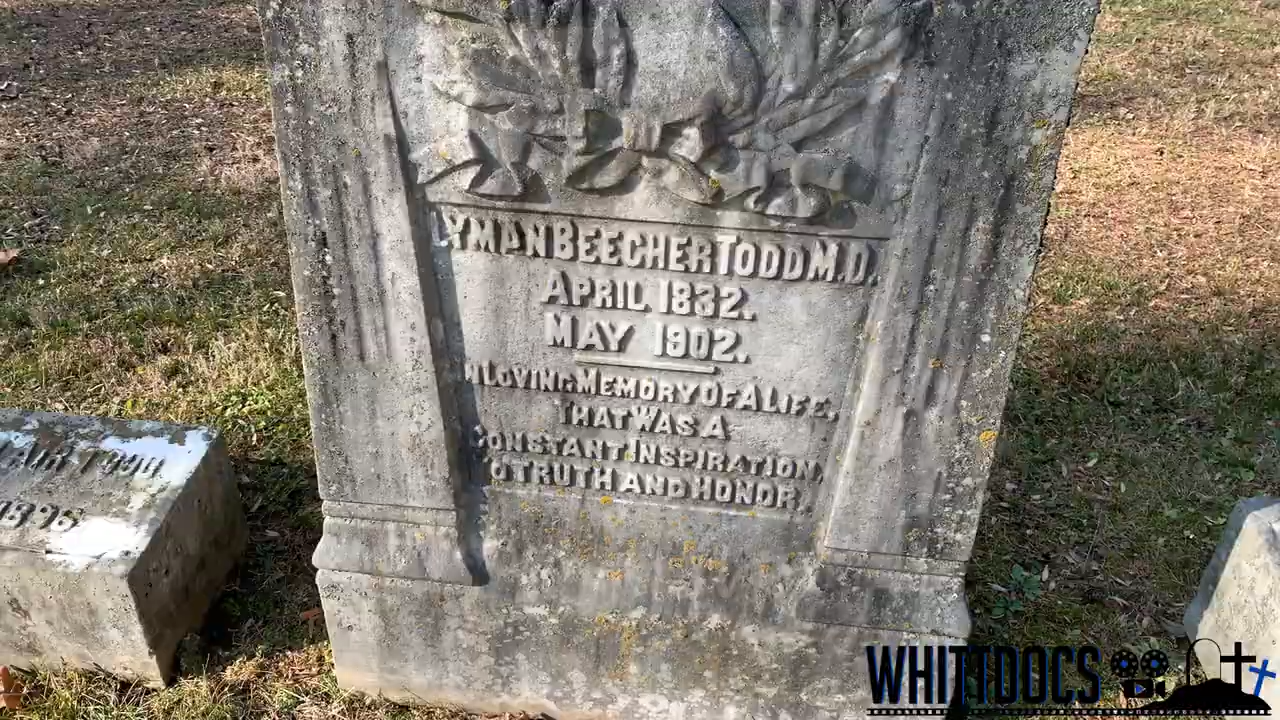 LYMAN BEECHER TODD M.D.
APRIL 1832.
MAY 1902.
IN LOVING MEMORY OF A LIFE,
THAT WAS A
CONSTANT INSPIRATION,
TO TRUTH AND HONOR.
1896
WHITTDOCS